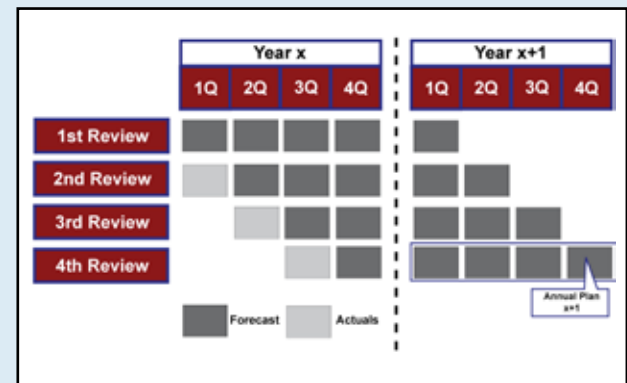 Year x
Year x+1
1Q 2Q 3Q 4Q
1Q 2Q 3Q 4Q
1st Review
2nd Review
3rd Review
4th Review
Annual Plan
x+1
Forecast
Actuals